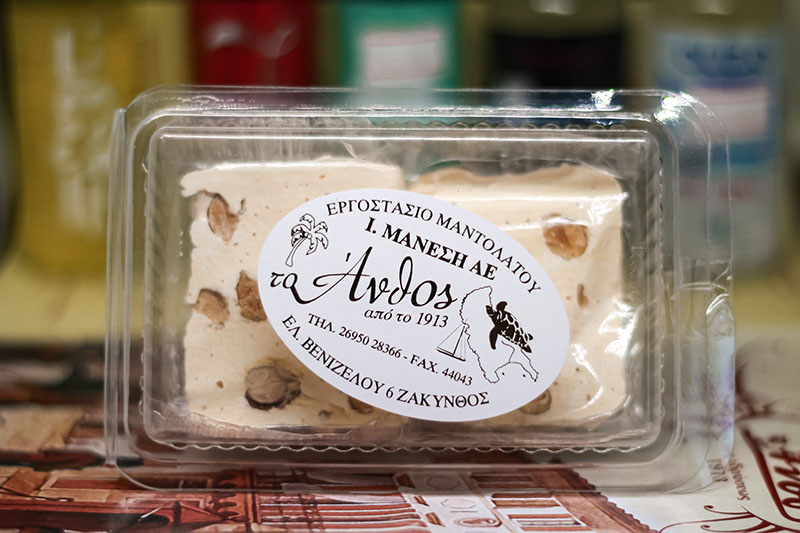 ΕΡΓΟΣΤΑΣΙΟ ΜΑΝΤΟΛΑΤΟΥ
Ι. ΜΑΝΕΣΗ ΑΕ
το Άνθος
από το 1913
ΤΗΛ. 26950 28366 - FAX. 44043
ΕΛ. ΒΕΝΙΖΕΛΟΥ 6 ΖΑΚΥΝΘΟΣ